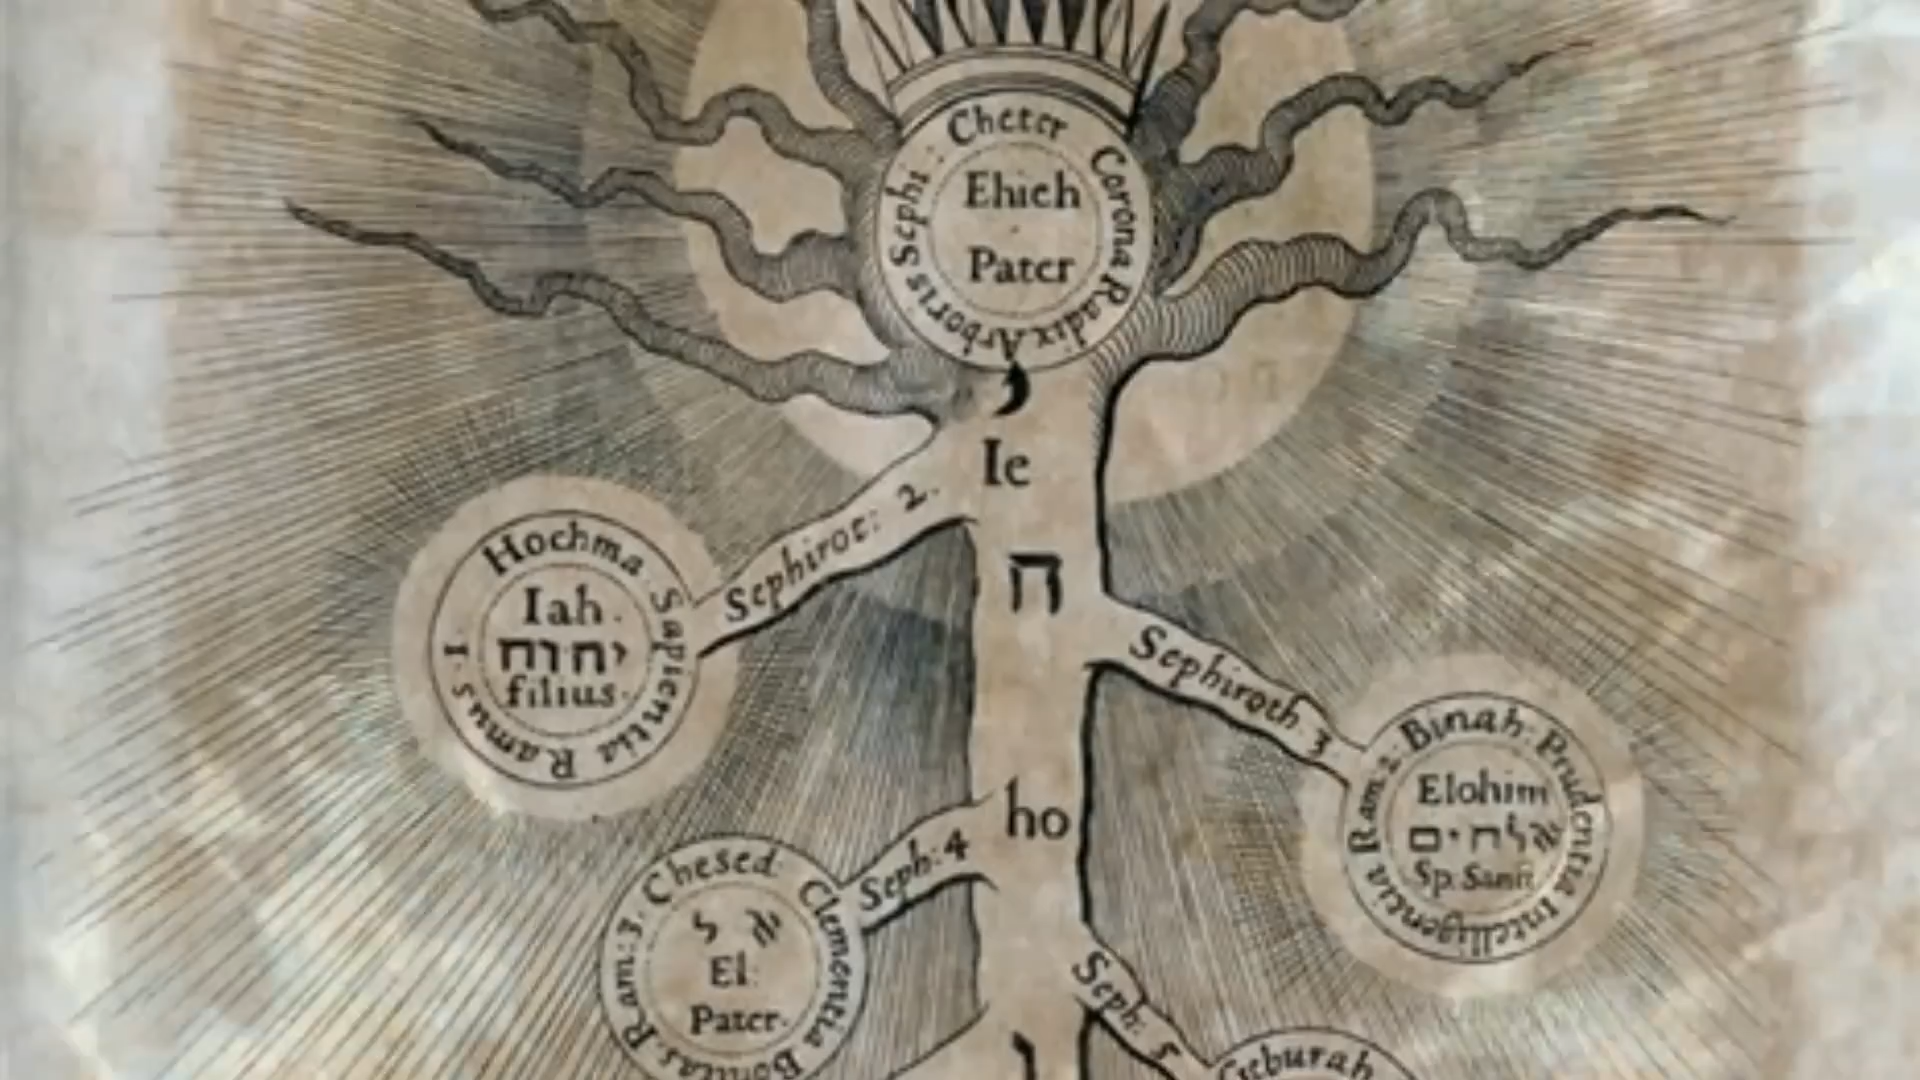 Sephi: Cheter Corona Radix Arboris
Ehieh
Pater
י
Ie
Sephirot: 2.
Hochma Sapientia Ramus 1.
Iah.
יהוה
filius.
ה
Sephiroth 3
Binah: Prudentia Intelligentia Ram: 2:
Elohim
אלהים
Sp. Sanct
ho
Seph: 4
Chesed: Clementia Bonitas. Ram: 3.
אל
El:
Pater.
Seph: 5
Geburah
ו